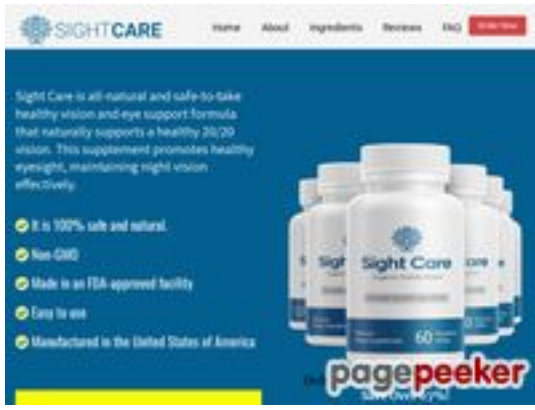 SIGHTCARE
Home About Ingredients Reviews FAQ Order Now
Sight Care is all-natural and safe-to-take
healthy vision and eye support formula
that naturally supports a healthy 20/20
vision. This supplement promotes healthy
eyesight, maintaining night vision
effectively.
It is 100% safe and natural.
Non-GMO
Made in an FDA approved facility
Easy to use
Manufactured in the United States of America
Sight Care
60
pagepeeker
Save Over 67%!